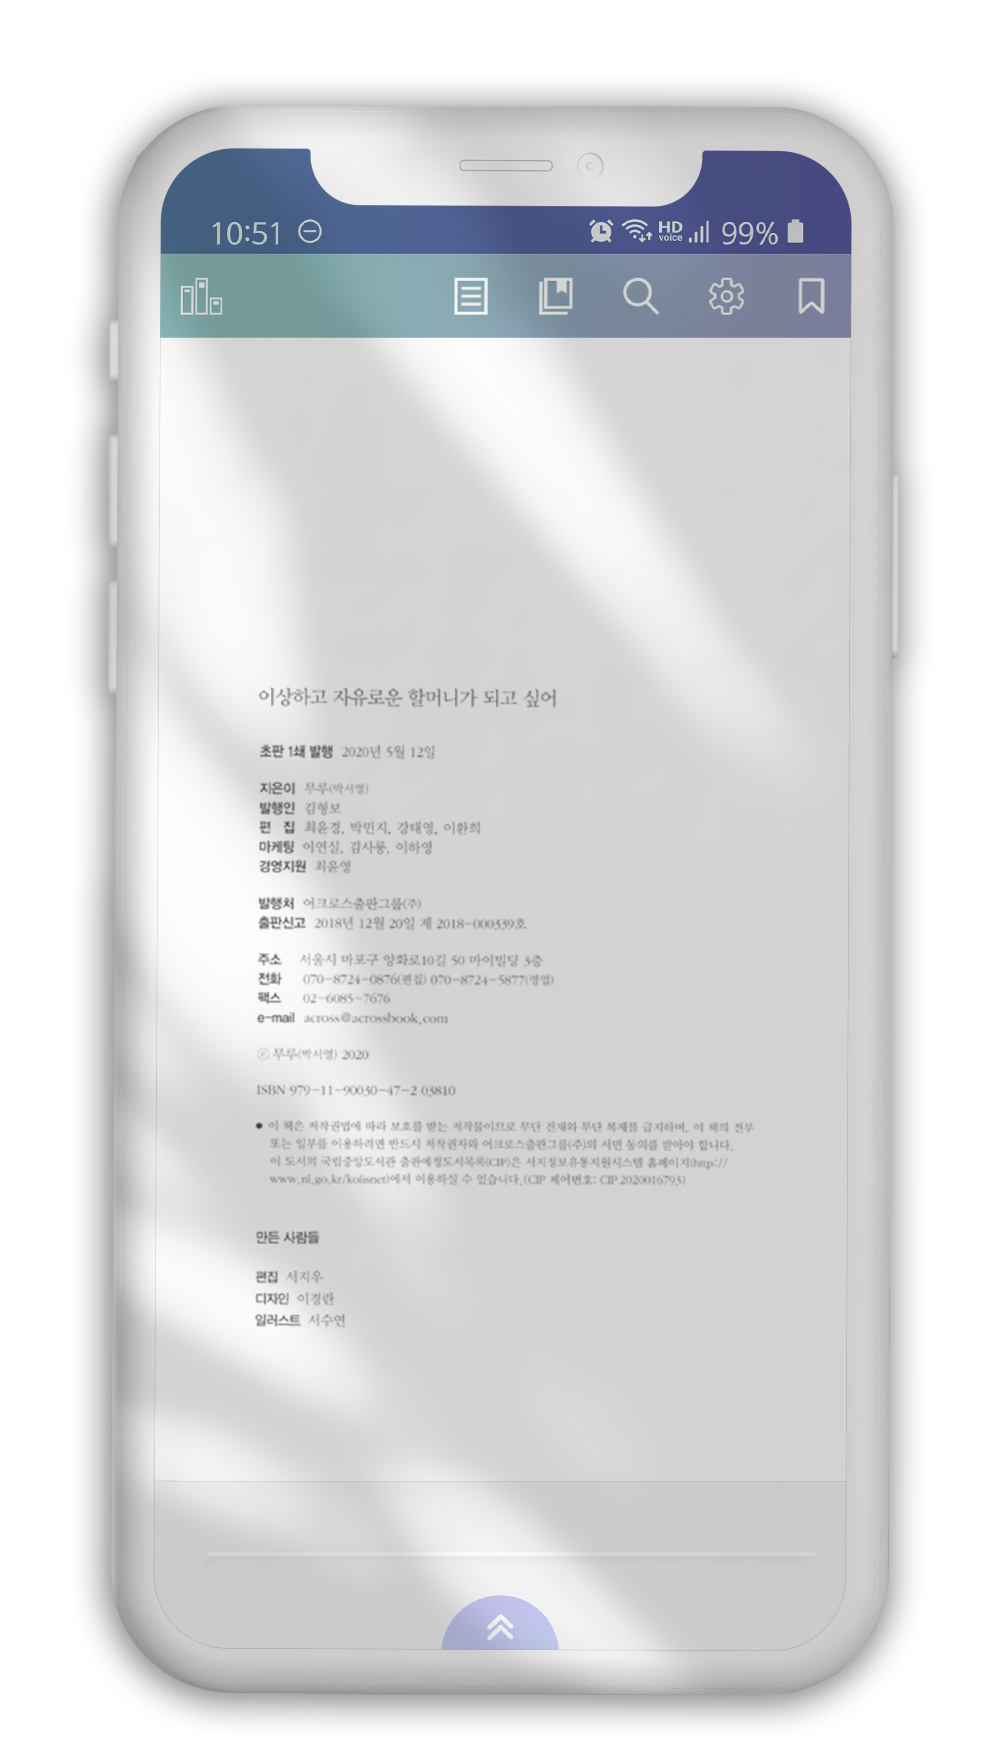 10:51 HD voice 99%
이상하고 자유로운 할머니가 되고 싶어
초판 1쇄 발행 2020년 5월 12일
지은이 무루(박서영)
발행인 김형보
편 집 최윤경, 박민지, 강태영, 이환희
마케팅 이연실, 김사룡, 이하영
경영지원 최윤영
발행처 어크로스출판그룹(주)
출판신고 2018년 12월 20일 제 2018-000339호
주소 서울시 마포구 양화로10길 50 마이빌딩 3층
전화 070-8724-0876(편집) 070-8724-5877(영업)
팩스 02-6085-7676
e-mail across@acrossbook.com
ⓒ 무루(박서영) 2020
ISBN 979-11-90030-47-2 03810
● 이 책은 저작권법에 따라 보호를 받는 저작물이므로 무단 전재와 무단 복제를 금지하며, 이 책의 전부
또는 일부를 이용하려면 반드시 저작권자와 어크로스출판그룹(주)의 서면 동의를 받아야 합니다.
이 도서의 국립중앙도서관 출판예정도서목록(CIP)은 서지정보유통지원시스템 홈페이지(http://
www.nl.go.kr/kolisnet)에서 이용하실 수 있습니다.(CIP 제어번호: CIP 2020016793)
만든 사람들
편집 서지우
디자인 이경란
일러스트 서수연